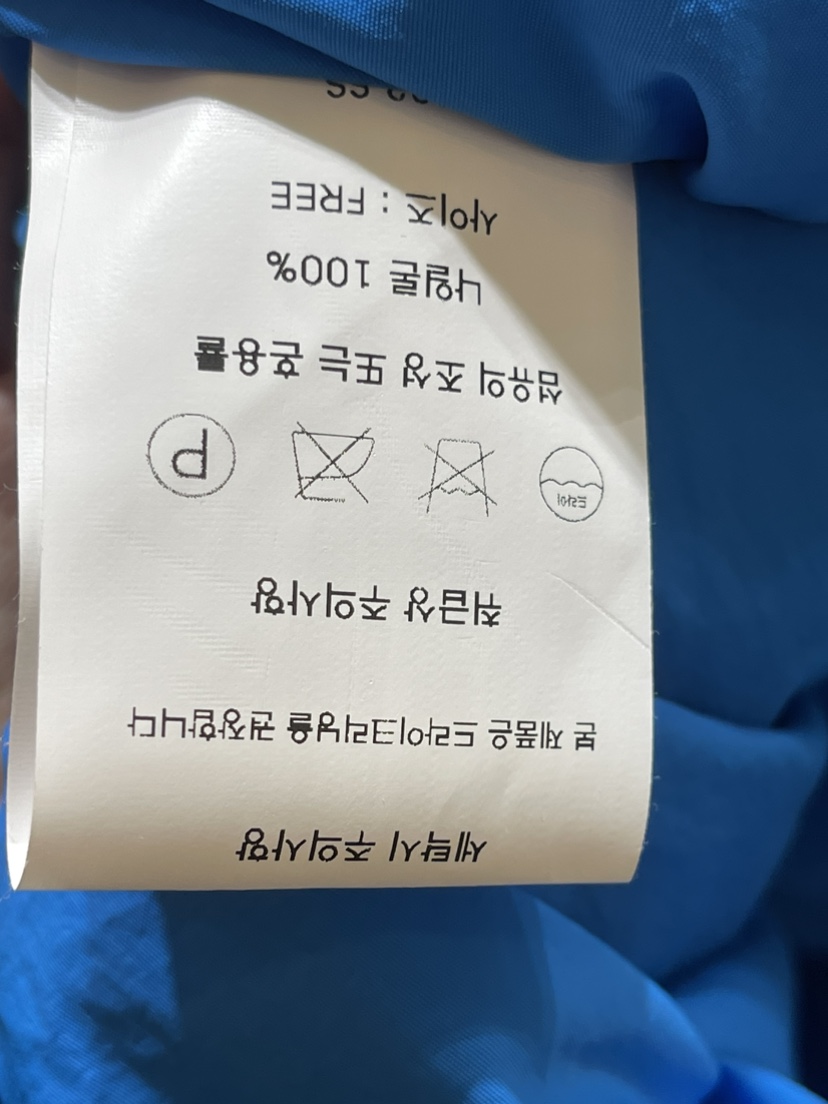 세탁시 주의사항
본 제품은 드라이크리닝을 권장합니다
취급상 주의사항
드라이 P
섬유의 조성 또는 혼용률
나일론 100%
사이즈 : FREE